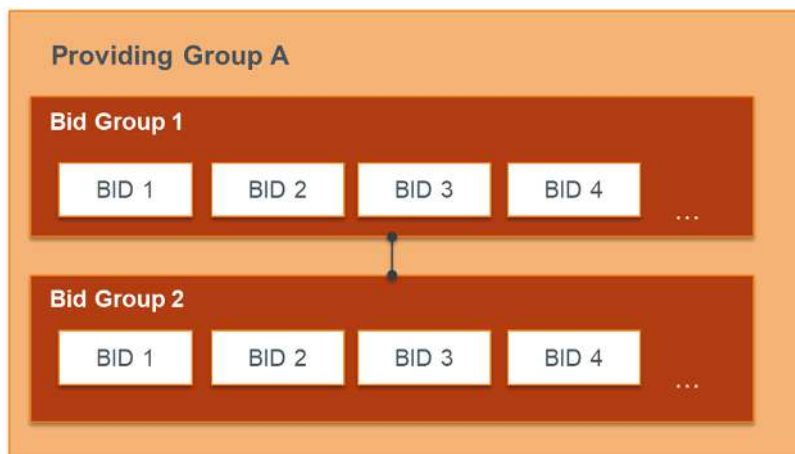 Providing Group A
Bid Group 1
BID 1 BID 2 BID 3 BID 4 ...
Bid Group 2
BID 1 BID 2 BID 3 BID 4 ...